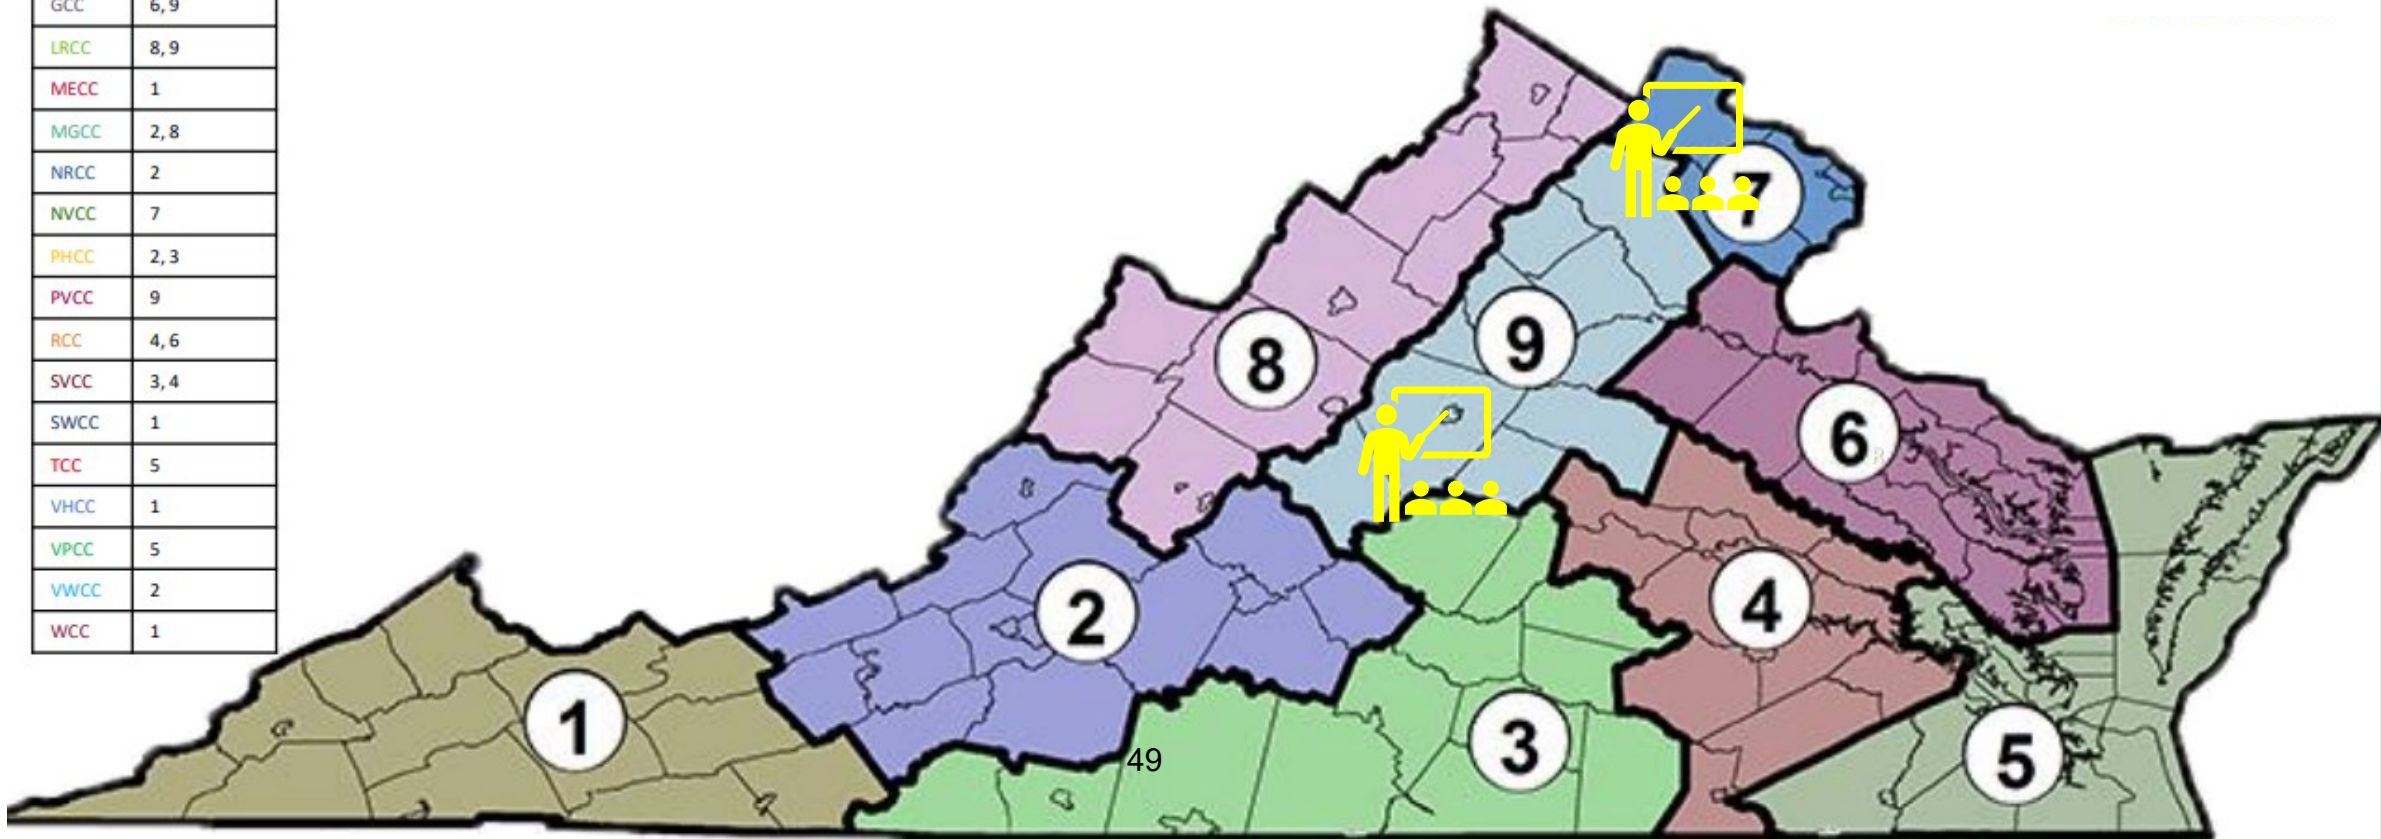 GCC 6, 9
LRCC 8, 9
MECC 1
MGCC 2, 8
NRCC 2
NVCC 7
PHCC 2, 3
PVCC 9
RCC 4, 6
SVCC 3, 4
SWCC 1
TCC 5
VHCC 1
VPCC 5
VWCC 2
WCC 1
7
9
8
6
4
2
1
3
5
49